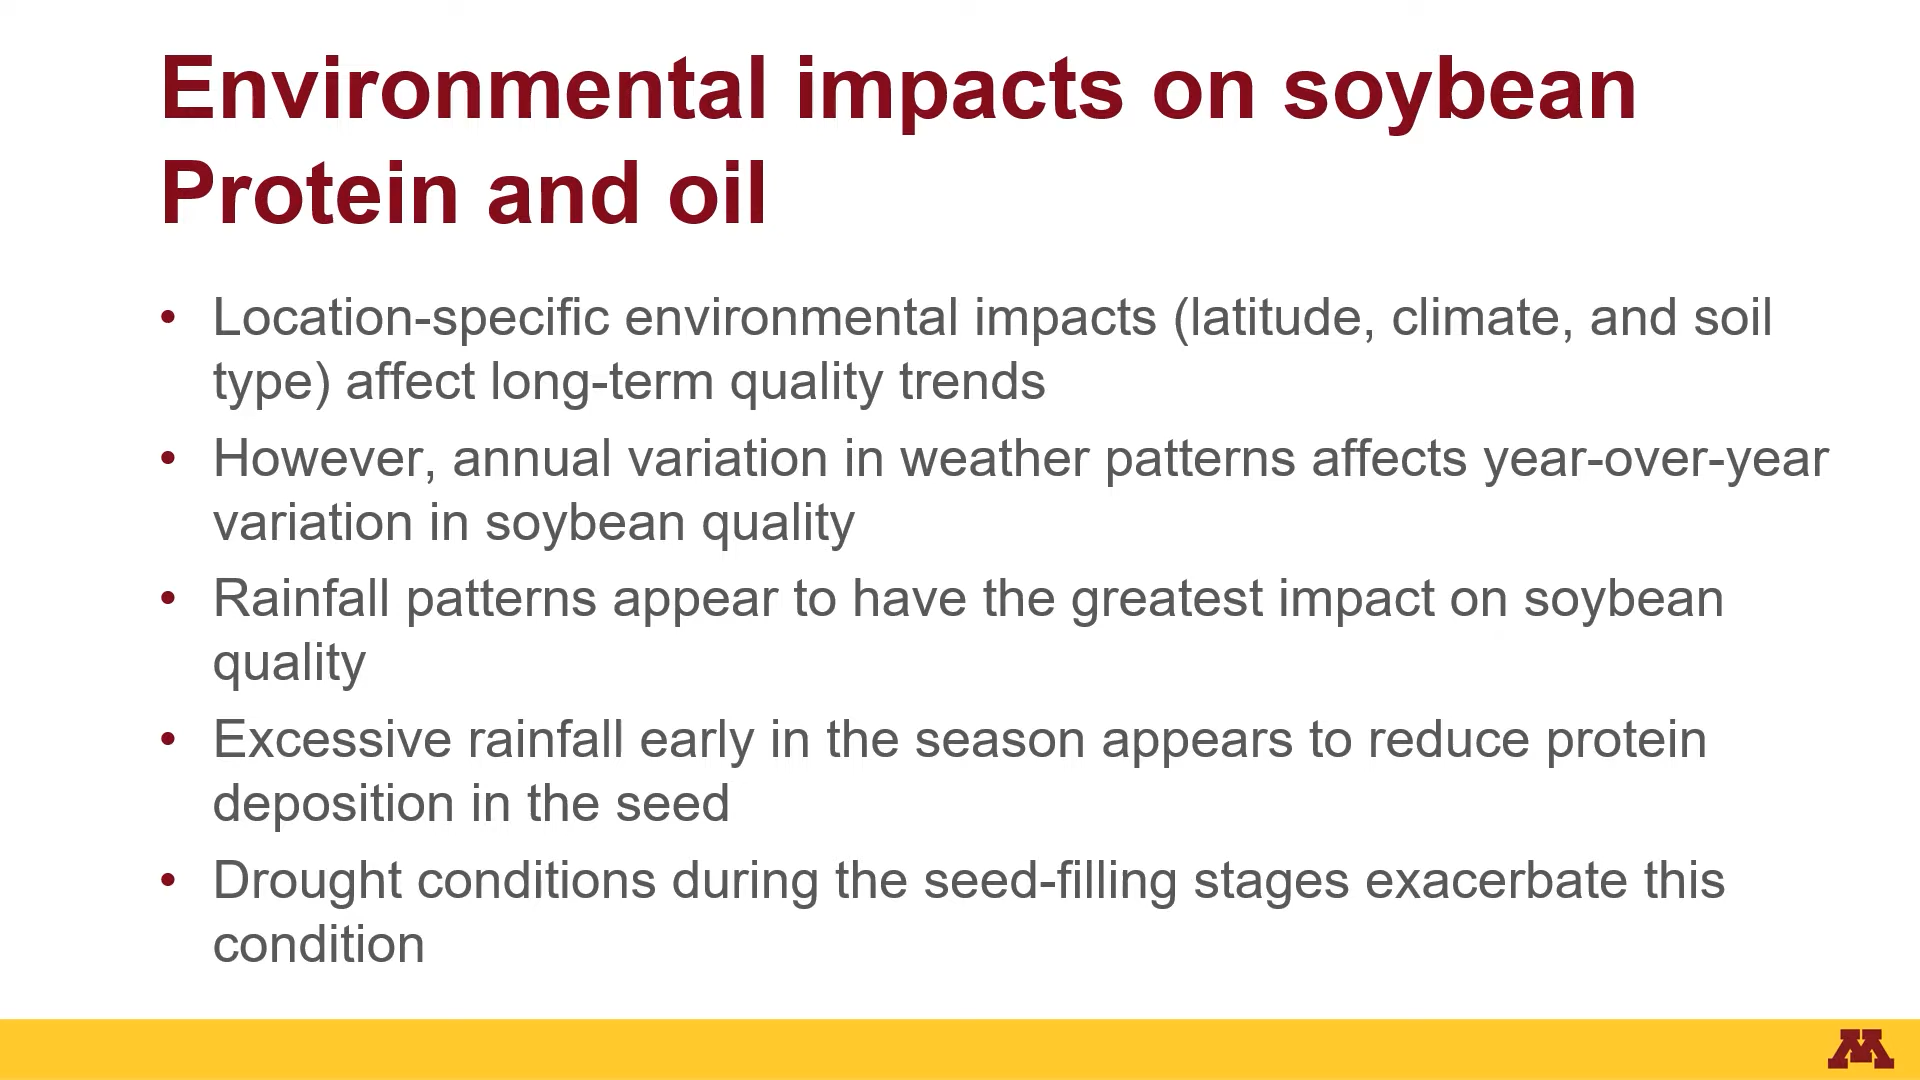 Environmental impacts on soybean
Protein and oil
• Location-specific environmental impacts (latitude, climate, and soil
type) affect long-term quality trends
• However, annual variation in weather patterns affects year-over-year
variation in soybean quality
• Rainfall patterns appear to have the greatest impact on soybean
quality
• Excessive rainfall early in the season appears to reduce protein
deposition in the seed
• Drought conditions during the seed-filling stages exacerbate this
condition
M